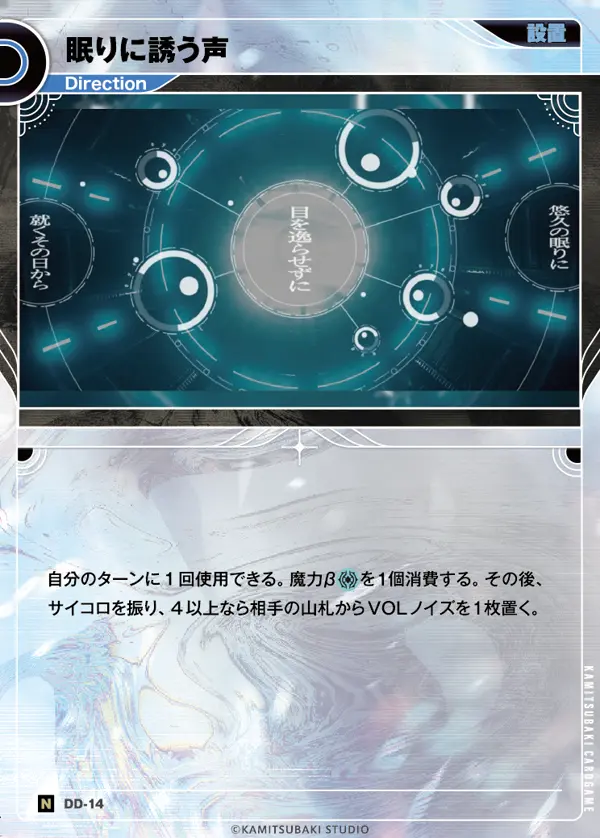 眠りに誘う声
設置
Direction
悠久の眠りに
目を逸らせずに
就くその日から
自分のターンに1回使用できる。魔力βを1個消費する。その後、
サイコロを振り、4以上なら相手の山札からVOLノイズを1枚置く。
KAMITSUBAKI CARDGAME
N DD-14
©KAMITSUBAKI STUDIO